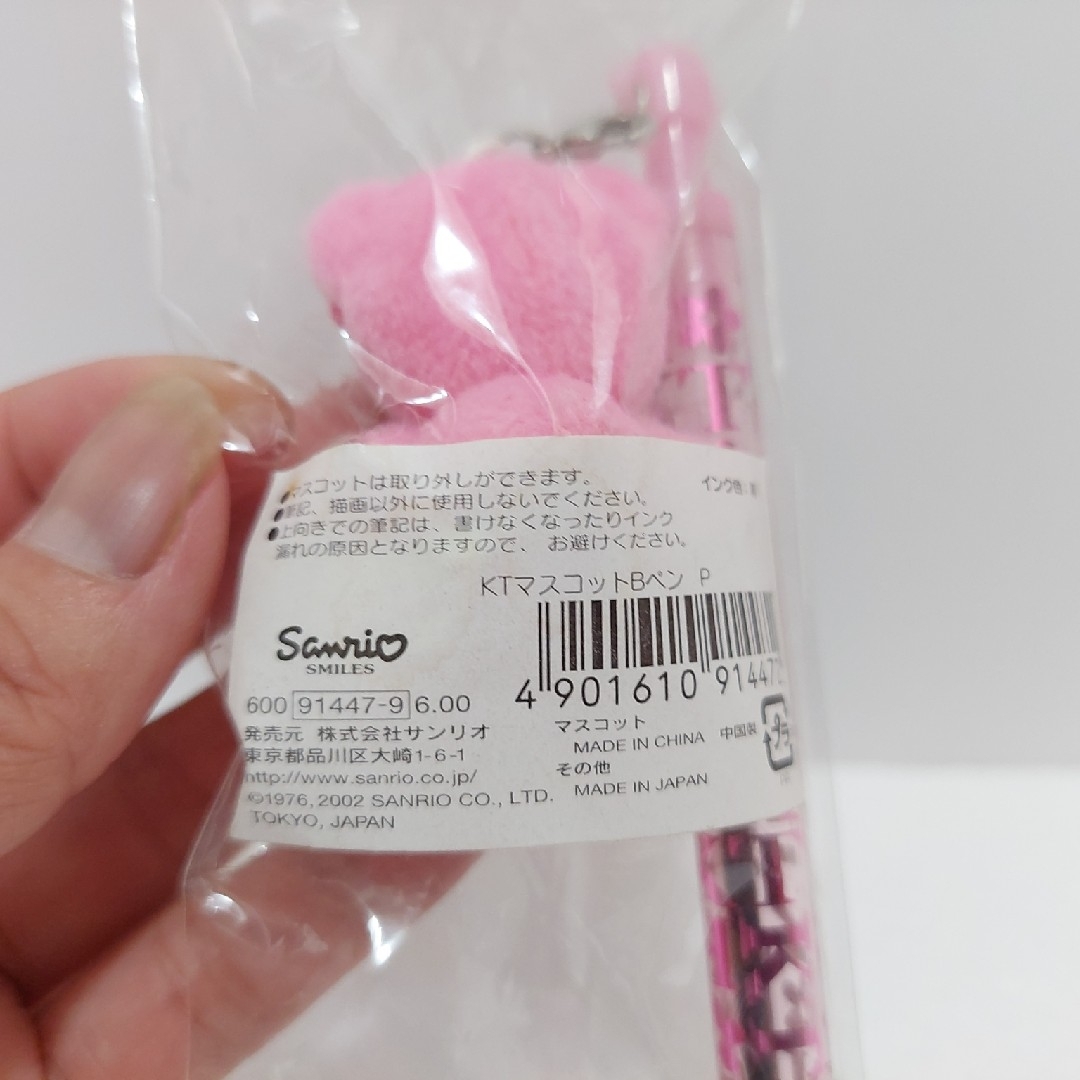 ●マスコットは取り外しができます。
●筆記、描画以外に使用しないでください。
●上向きでの筆記は、書けなくなったりインク
漏れの原因となりますので、お避けください。
インク色:
KTマスコットBペン P
Sanrio
SMILES
4 901610 91447
600 91447-9 6.00
発売元 株式会社サンリオ
東京都品川区大崎1-6-1
http://www.sanrio.co.jp/
©1976, 2002 SANRIO CO., LTD.
TOKYO, JAPAN
マスコット
MADE IN CHINA 中国製
その他
MADE IN JAPAN
プラ